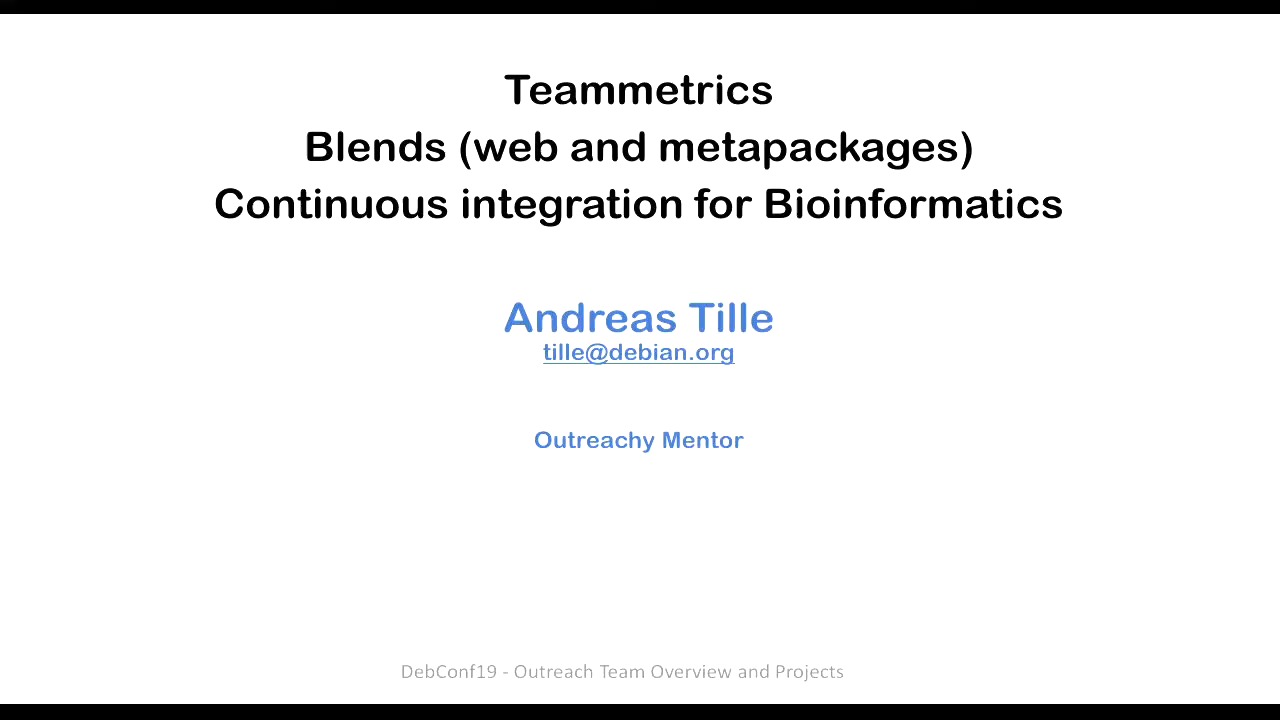 Teammetrics
Blends (web and metapackages)
Continuous integration for Bioinformatics
Andreas Tille
tille@debian.org
Outreachy Mentor
DebConf19 - Outreach Team Overview and Projects